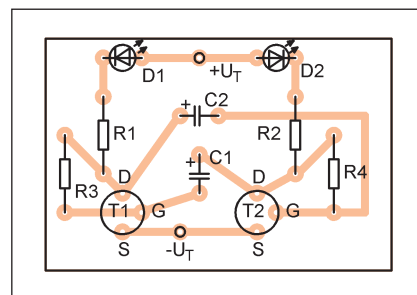 D1
+U_T
D2
+
C2
R1
R2
+
C1
R3
R4
D
D
T1
G
T2
G
S
-U_T
S